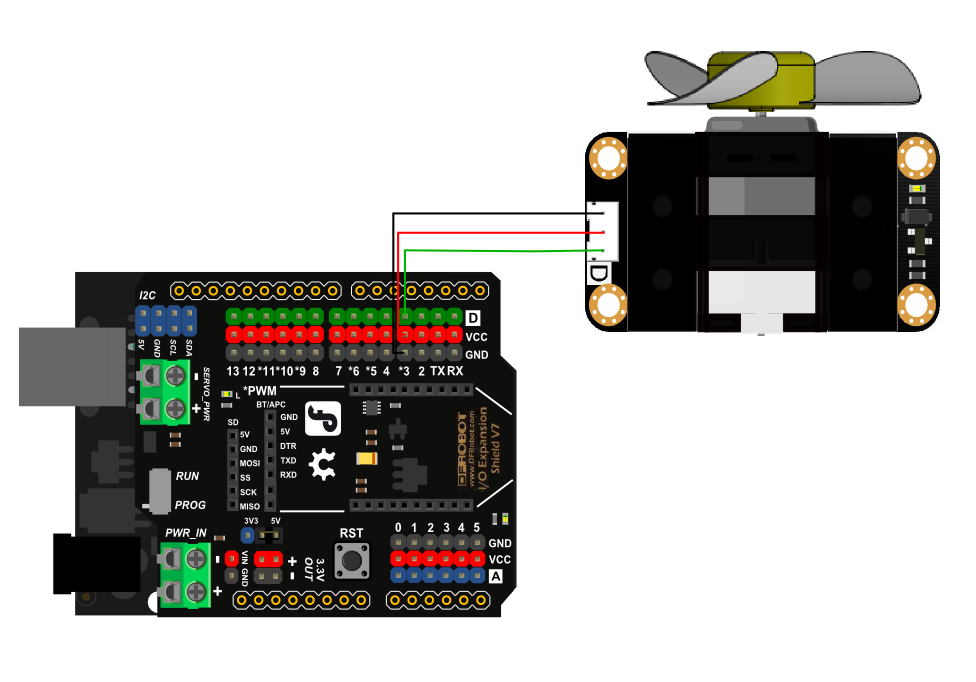 D
I2C
5V
GND
SCL
SDA
D
VCC
GND
13 12 *11 *10 *9 8 7 *6 *5 4 *3 2 TX RX
SERVO_PWR
-
+
L
*PWM
BT/APC
SD
5V
GND
MOSI
SS
SCK
MISO
GND
5V
DTR
TXD
RXD
DFROBOT
www.DFRobot.com
I/O Expansion
Shield V7
RUN
PROG
3V3 5V
PWR_IN
-
+
VIN
GND
+
-
3.3V
OUT
RST
0 1 2 3 4 5
GND
VCC
A